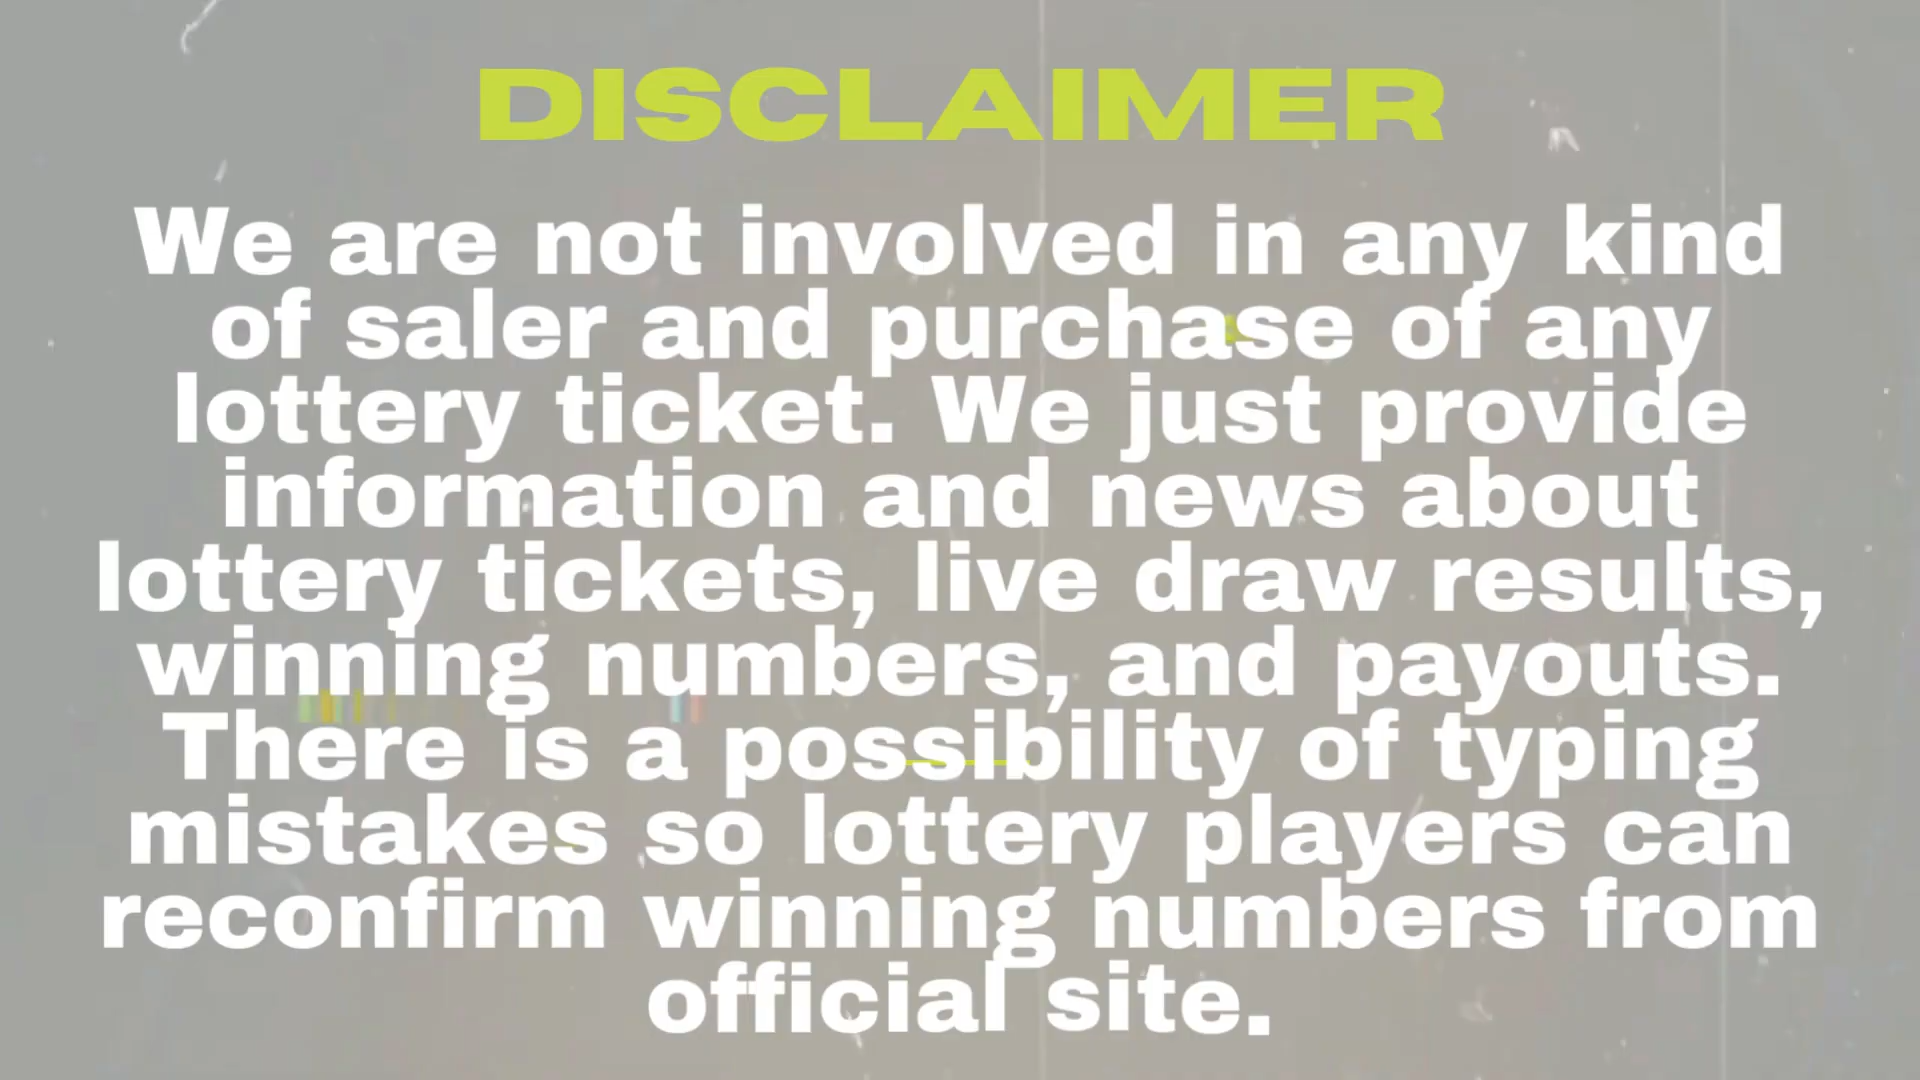 DISCLAIMER
We are not involved in any kind
of saler and purchase of any
lottery ticket. We just provide
information and news about
lottery tickets, live draw results,
winning numbers, and payouts.
There is a possibility of typing
mistakes so lottery players can
reconfirm winning numbers from
official site.